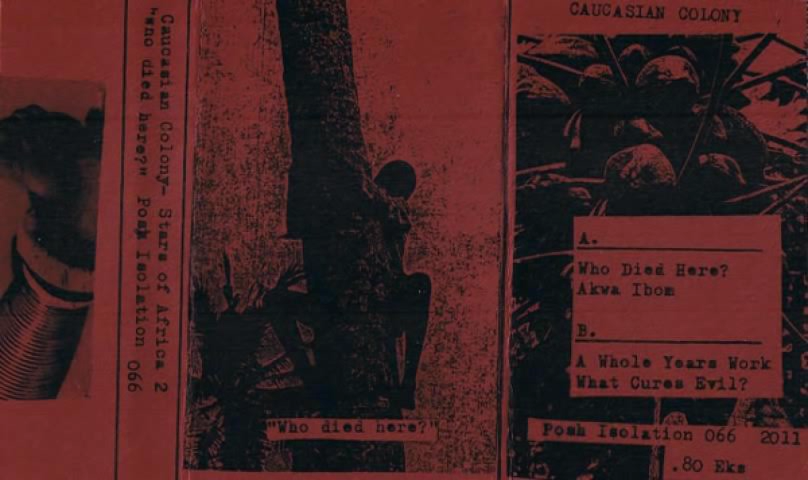 Caucasian Colony- Stars of Africa 2
"who died here?" Posh Isolation 066
"Who died here?"
CAUCASIAN COLONY
A.
Who Died Here?
Akwa Ibom
B.
A Whole Years Work
What Cures Evil?
Posh Isolation 066 2011
.80 Eks